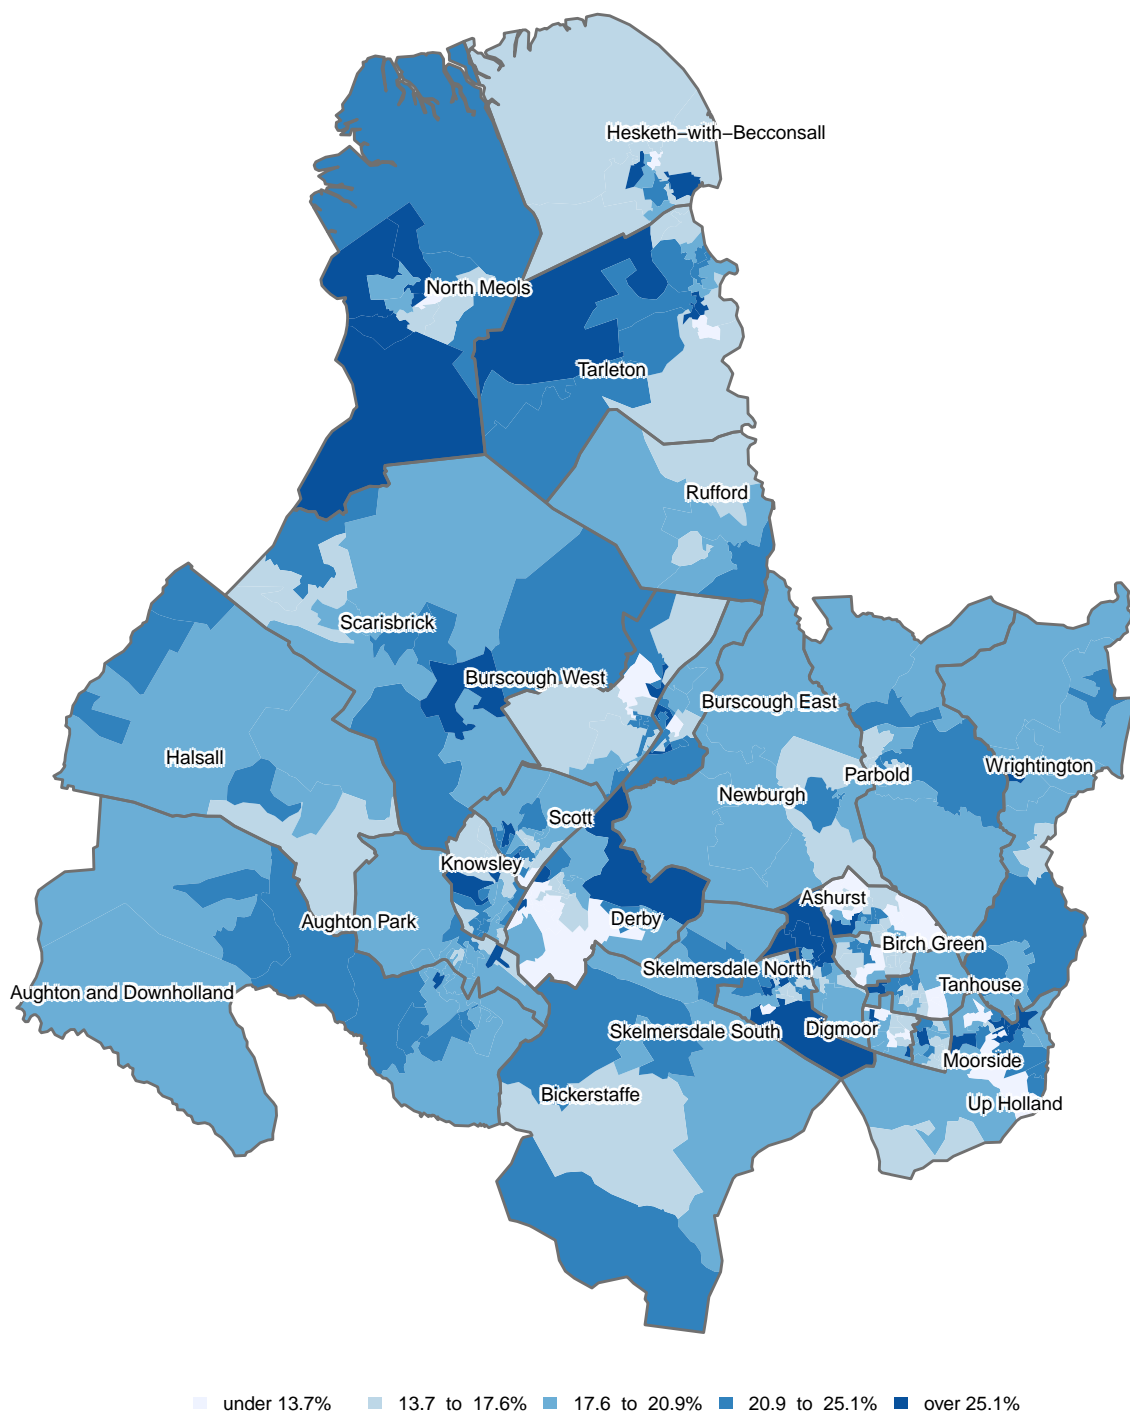 Hesketh−with−Becconsall
North Meols
Tarleton
Rufford
Scarisbrick
Burscough West
Burscough East
Halsall
Parbold
Wrightington
Newburgh
Scott
Knowsley
Ashurst
Aughton Park
Derby
Birch Green
Skelmersdale North
Tanhouse
Aughton and Downholland
Skelmersdale South
Digmoor
Moorside
Bickerstaffe
Up Holland
under 13.7% 13.7 to 17.6% 17.6 to 20.9% 20.9 to 25.1% over 25.1%